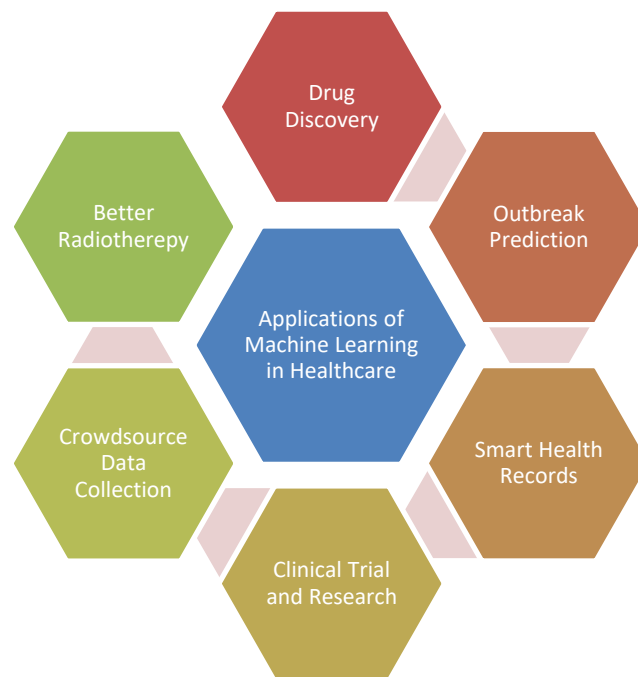 Drug
Discovery
Outbreak
Prediction
Smart Health
Records
Clinical Trial
and Research
Crowdsource
Data
Collection
Better
Radiotherepy
Applications of
Machine Learning
in Healthcare